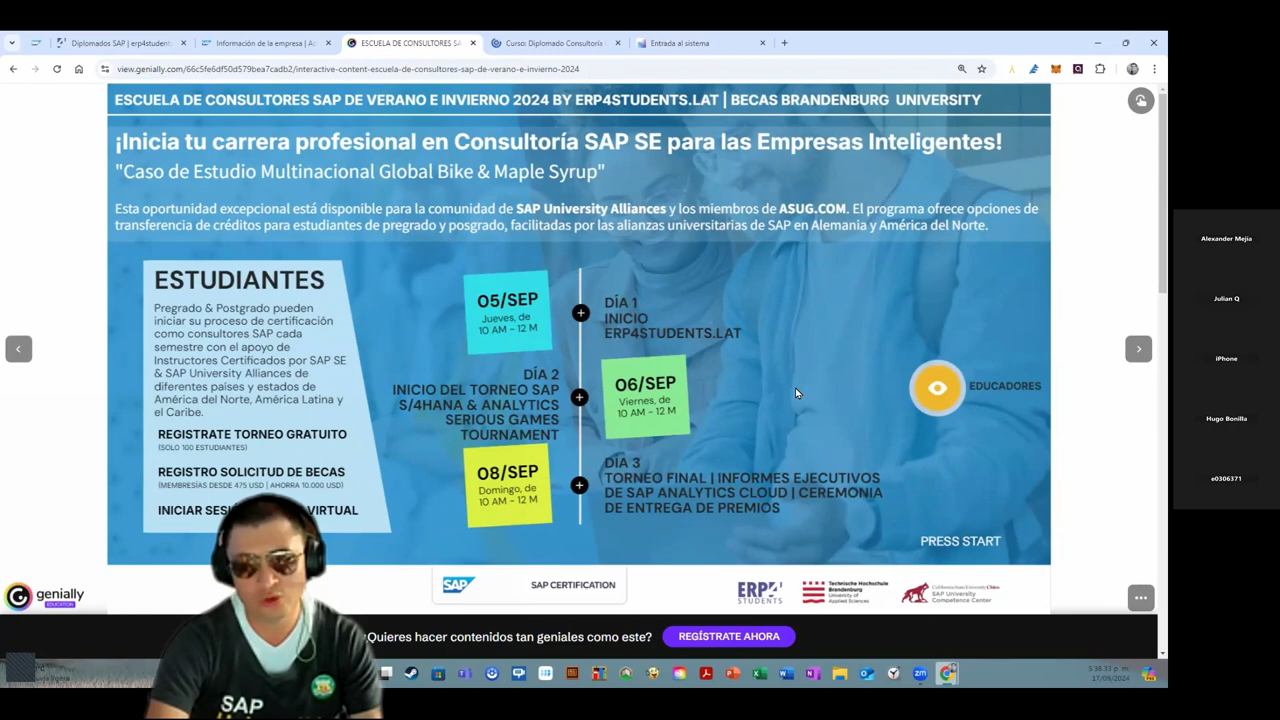 Diplomados SAP | erp4student
Información de la empresa | A
ESCUELA DE CONSULTORES SA
Curso: Diplomado Consultoría
Entrada al sistema
view.genially.com/66c5fe6df50d579bea7cadb2/interactive-content-escuela-de-consultores-sap-de-verano-e-invierno-2024
ESCUELA DE CONSULTORES SAP DE VERANO E INVIERNO 2024 BY ERP4STUDENTS.LAT | BECAS BRANDENBURG UNIVERSITY
¡Inicia tu carrera profesional en Consultoría SAP SE para las Empresas Inteligentes!
"Caso de Estudio Multinacional Global Bike & Maple Syrup"
Esta oportunidad excepcional está disponible para la comunidad de SAP University Alliances y los miembros de ASUG.COM. El programa ofrece opciones de
transferencia de créditos para estudiantes de pregrado y posgrado, facilitadas por las alianzas universitarias de SAP en Alemania y América del Norte.
ESTUDIANTES
Pregrado & Postgrado pueden
iniciar su proceso de certificación
como consultores SAP cada
semestre con el apoyo de
Instructores Certificados por SAP SE
& SAP University Alliances de
diferentes países y estados de
América del Norte, América Latina y
el Caribe.
REGISTRATE TORNEO GRATUITO
(SOLO 100 ESTUDIANTES)
REGISTRO SOLICITUD DE BECAS
(MEMBRESÍAS DESDE 475 USD | AHORRA 10.000 USD)
INICIAR SESI VIRTUAL
05/SEP
Jueves, de
10 AM - 12 M
DÍA 1
INICIO
ERP4STUDENTS.LAT
DÍA 2
INICIO DEL TORNEO SAP
S/4HANA & ANALYTICS
SERIOUS GAMES
TOURNAMENT
06/SEP
Viernes, de
10 AM - 12 M
08/SEP
Domingo, de
10 AM - 12 M
DÍA 3
TORNEO FINAL | INFORMES EJECUTIVOS
DE SAP ANALYTICS CLOUD | CEREMONIA
DE ENTREGA DE PREMIOS
EDUCADORES
PRESS START
SAP
SAP CERTIFICATION
ERP4
STUDENTS
Technische Hochschule
Brandenburg
University of
Applied Sciences
California State University Chico
SAP University
Competence Center
genially
EDUCATION
Quieres hacer contenidos tan geniales como este?
REGÍSTRATE AHORA
5:38:33 p. m.
17/09/2024
SAP
Alexander Mejía
Julian Q
iPhone
Hugo Bonilla
e0306371